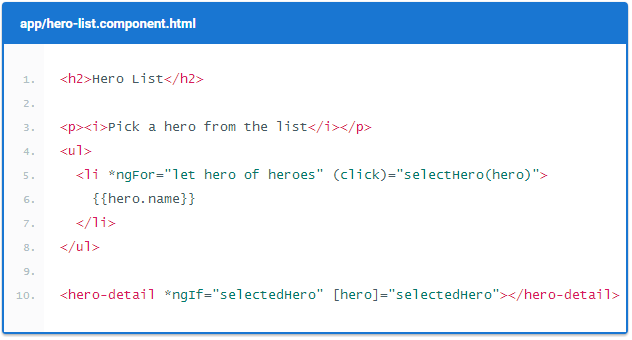 app/hero-list.component.html
1. <h2>Hero List</h2>
2.
3. <p><i>Pick a hero from the list</i></p>
4. <ul>
5.   <li *ngFor="let hero of heroes" (click)="selectHero(hero)">
6.     {{hero.name}}
7.   </li>
8. </ul>
9.
10. <hero-detail *ngIf="selectedHero" [hero]="selectedHero"></hero-detail>